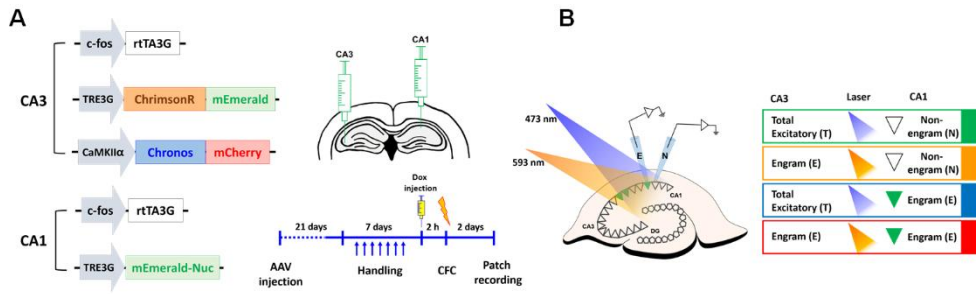 A
CA3
c-fos
rtTA3G
TRE3G
ChrimsonR
mEmerald
CaMKIIα
Chronos
mCherry
CA1
c-fos
rtTA3G
TRE3G
mEmerald-Nuc
CA3
CA1
Dox
injection
21 days
7 days
2 h
2 days
AAV
injection
Handling
CFC
Patch
recording
B
473 nm
593 nm
E
N
CA1
CA3
DG
CA3 Laser CA1
Total
Excitatory (T)
Non-
engram (N)
Engram (E)
Non-
engram (N)
Total
Excitatory (T)
Engram (E)
Engram (E)
Engram (E)